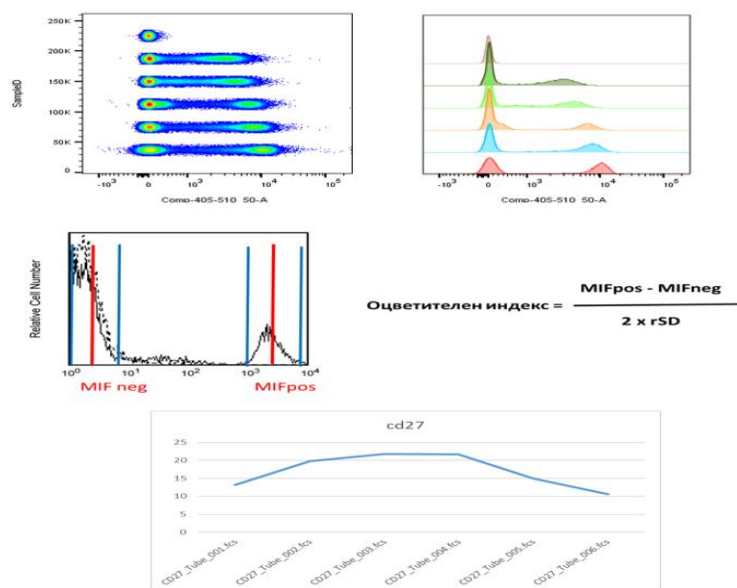 250K
200K
150K
100K
50K
0
SampleID
-10³ 0 10³ 10⁴ 10⁵
Comp-405-510_50-A
-10³ 0 10³ 10⁴ 10⁵
Comp-405-510_50-A
Relative Cell Number
10⁰ 10¹ 10² 10³ 10⁴
MIF neg MIFpos
Оцветителен индекс = MIFpos - MIFneg
2 x rSD
cd27
25
20
15
10
5
0
CD27_Tube_001.fcs
CD27_Tube_002.fcs
CD27_Tube_003.fcs
CD27_Tube_004.fcs
CD27_Tube_005.fcs
CD27_Tube_006.fcs